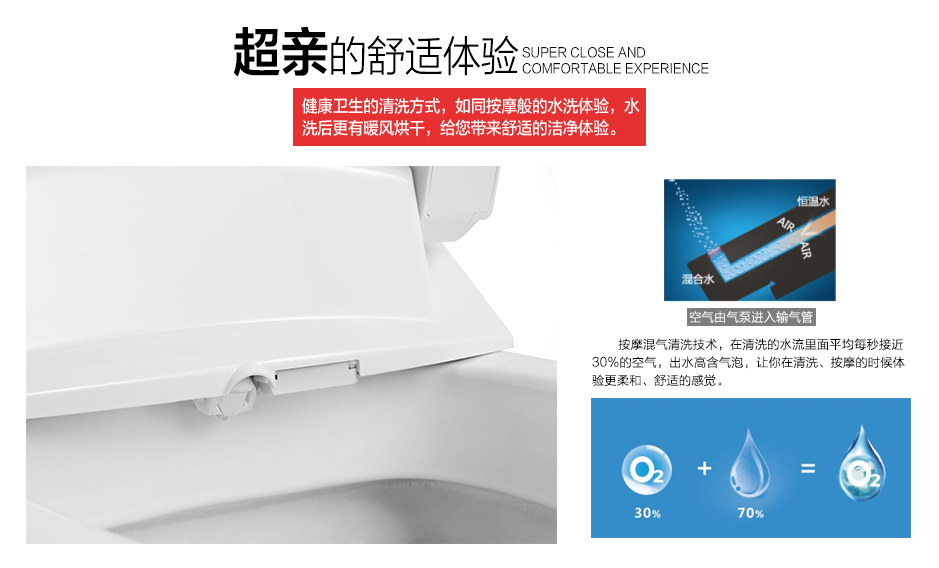 超亲的舒适体验 SUPER CLOSE AND
COMFORTABLE EXPERIENCE
健康卫生的清洗方式，如同按摩般的水洗体验，水
洗后更有暖风烘干，给您带来舒适的洁净体验。
恒温水
AIR
AIR
混合水
空气由气泵进入输气管
按摩混气清洗技术，在清洗的水流里面平均每秒接近
30%的空气，出水高含气泡，让你在清洗、按摩的时候体
验更柔和、舒适的感觉。
O2 + = O2
30% 70%